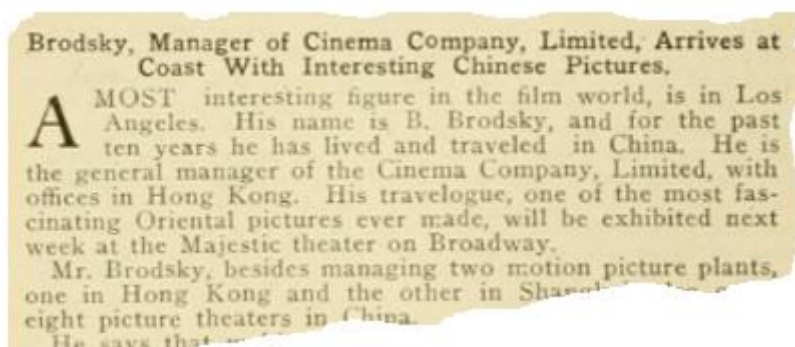 Brodsky, Manager of Cinema Company, Limited, Arrives at
Coast With Interesting Chinese Pictures.
A MOST interesting figure in the film world, is in Los
Angeles. His name is B. Brodsky, and for the past
ten years he has lived and traveled in China. He is
the general manager of the Cinema Company, Limited, with
offices in Hong Kong. His travelogue, one of the most fas-
cinating Oriental pictures ever made, will be exhibited next
week at the Majestic theater on Broadway.
Mr. Brodsky, besides managing two motion picture plants,
one in Hong Kong and the other in
eight picture theaters in China.
He says that